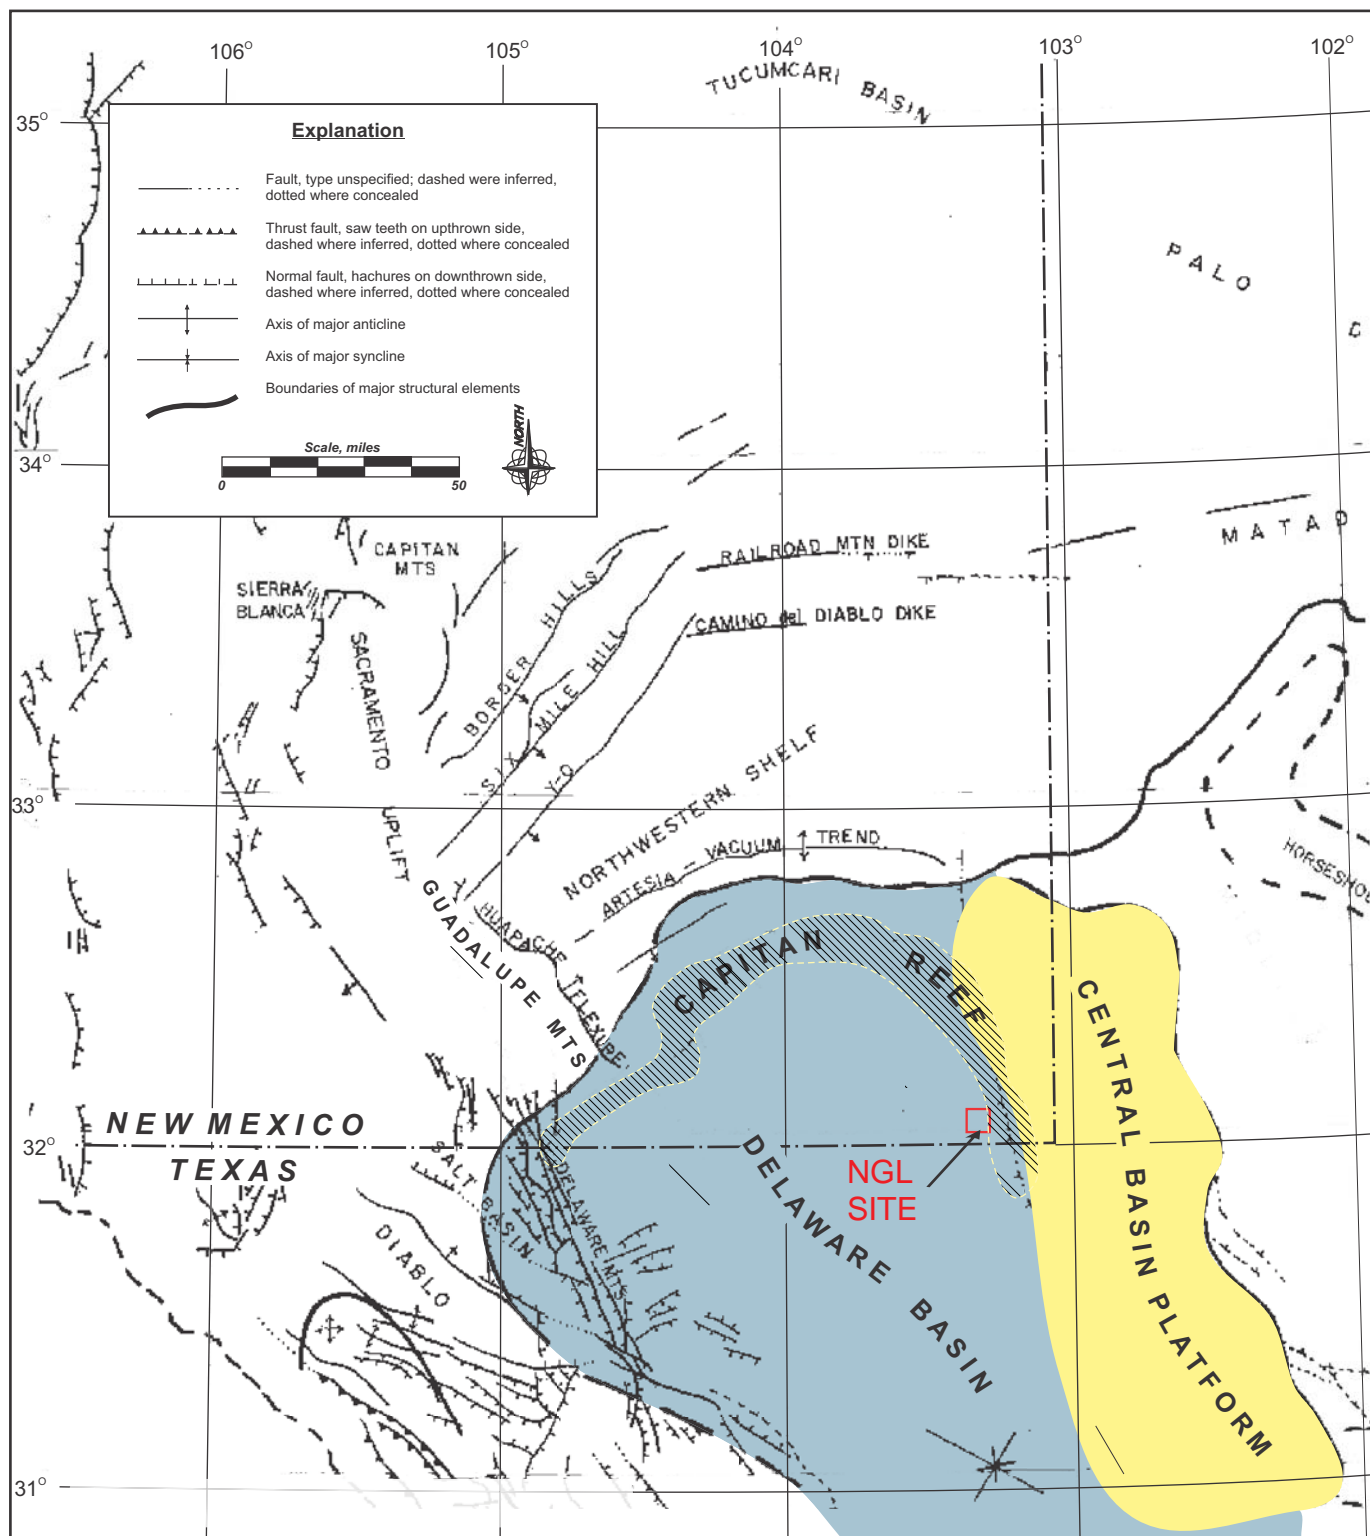 106° 105° 104° 103° 102°
TUCUMCARI BASIN
35°
Explanation
Fault, type unspecified; dashed were inferred,
dotted where concealed
Thrust fault, saw teeth on upthrown side,
dashed where inferred, dotted where concealed
Normal fault, hachures on downthrown side,
dashed where inferred, dotted where concealed
Axis of major anticline
Axis of major syncline
Boundaries of major structural elements
NORTH
Scale, miles
0 50
PALO
D
34°
MATAD
CAPITAN
MTS
SIERRA
BLANCA
RAILROAD MTN DIKE
CAMINO del DIABLO DIKE
SACRAMENTO
UPLIFT
BORDER HILLS
SIX MILE HILL
Y-O
33°
NORTHWESTERN SHELF
ARTESIA - VACUUM TREND
HORSESHO
GUADALUPE MTS
HUAPACHE FLEXURE
CAPITAN REEF
CENTRAL BASIN PLATFORM
NEW MEXICO
32°
TEXAS
SALT BASIN
DELAWARE MTS
DIABLO
DELAWARE BASIN
NGL
SITE
31°